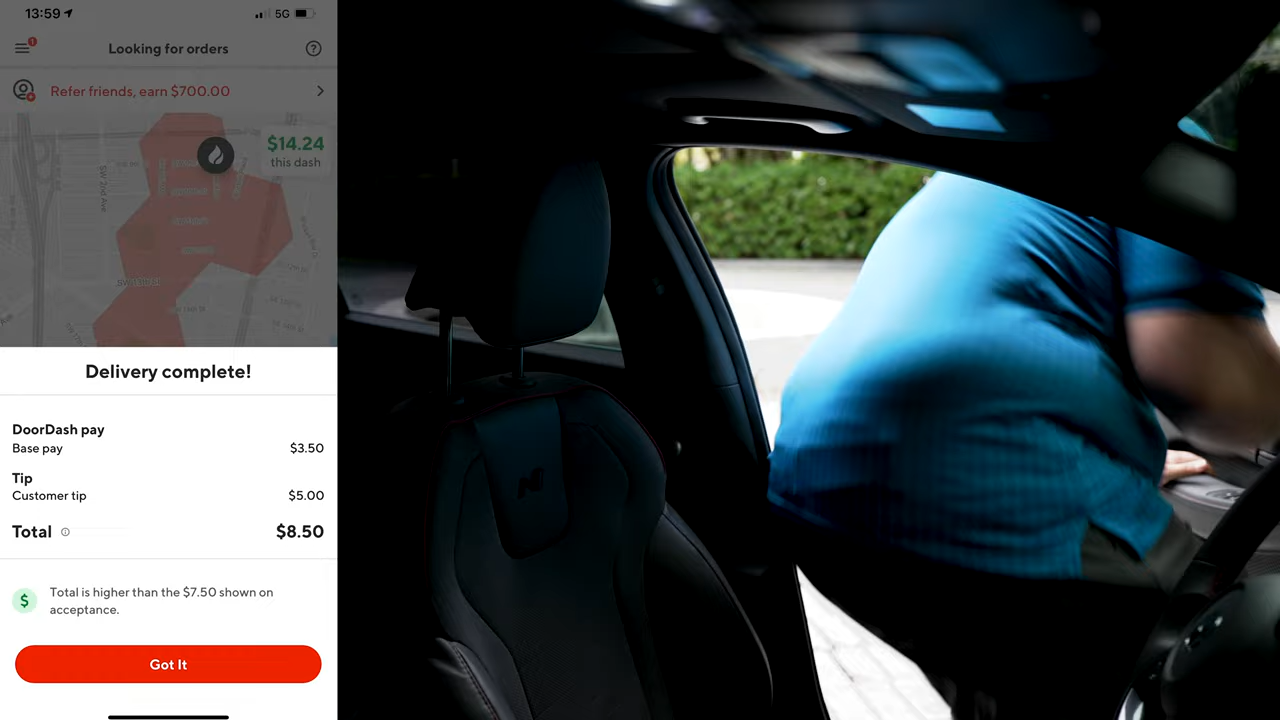 13:59
5G
1
Looking for orders
?
Refer friends, earn $700.00
$14.24
this dash
SW 2nd Ave
Delivery complete!
DoorDash pay
Base pay $3.50
Tip
Customer tip $5.00
Total $8.50
$ Total is higher than the $7.50 shown on
acceptance.
Got It
N